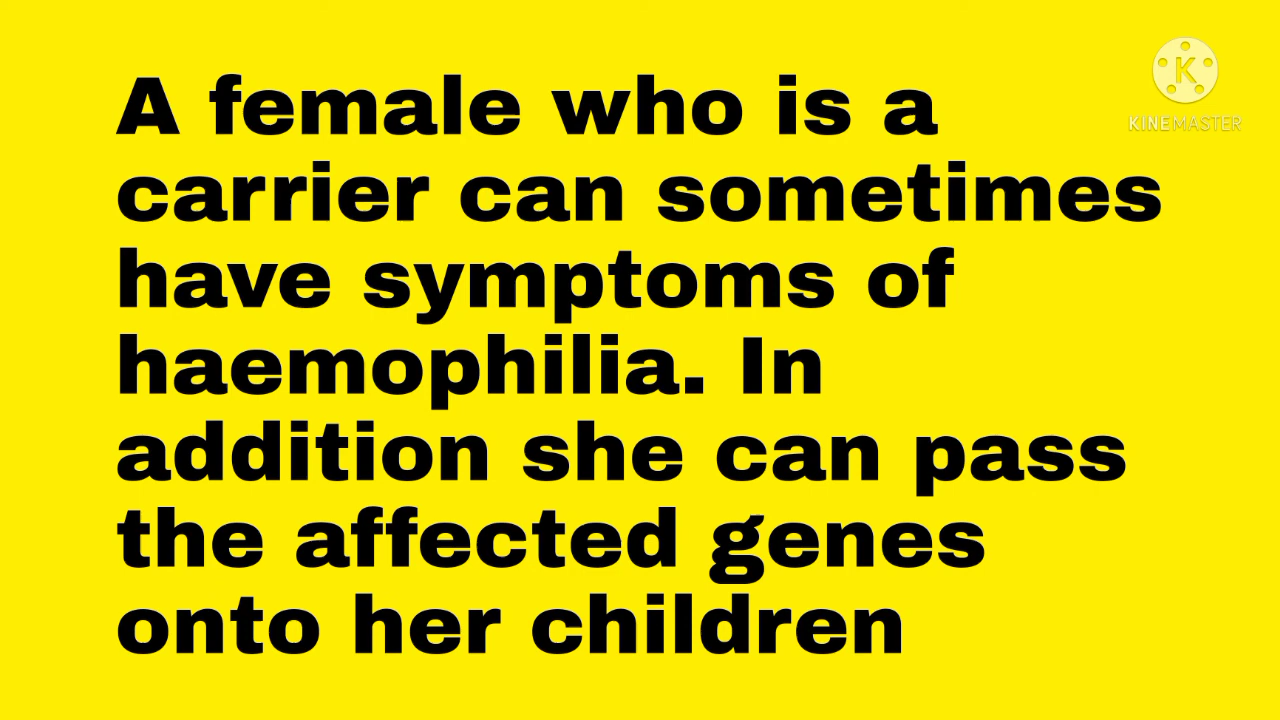 A female who is a
carrier can sometimes
have symptoms of
haemophilia. In
addition she can pass
the affected genes
onto her children
K
KINEMASTER